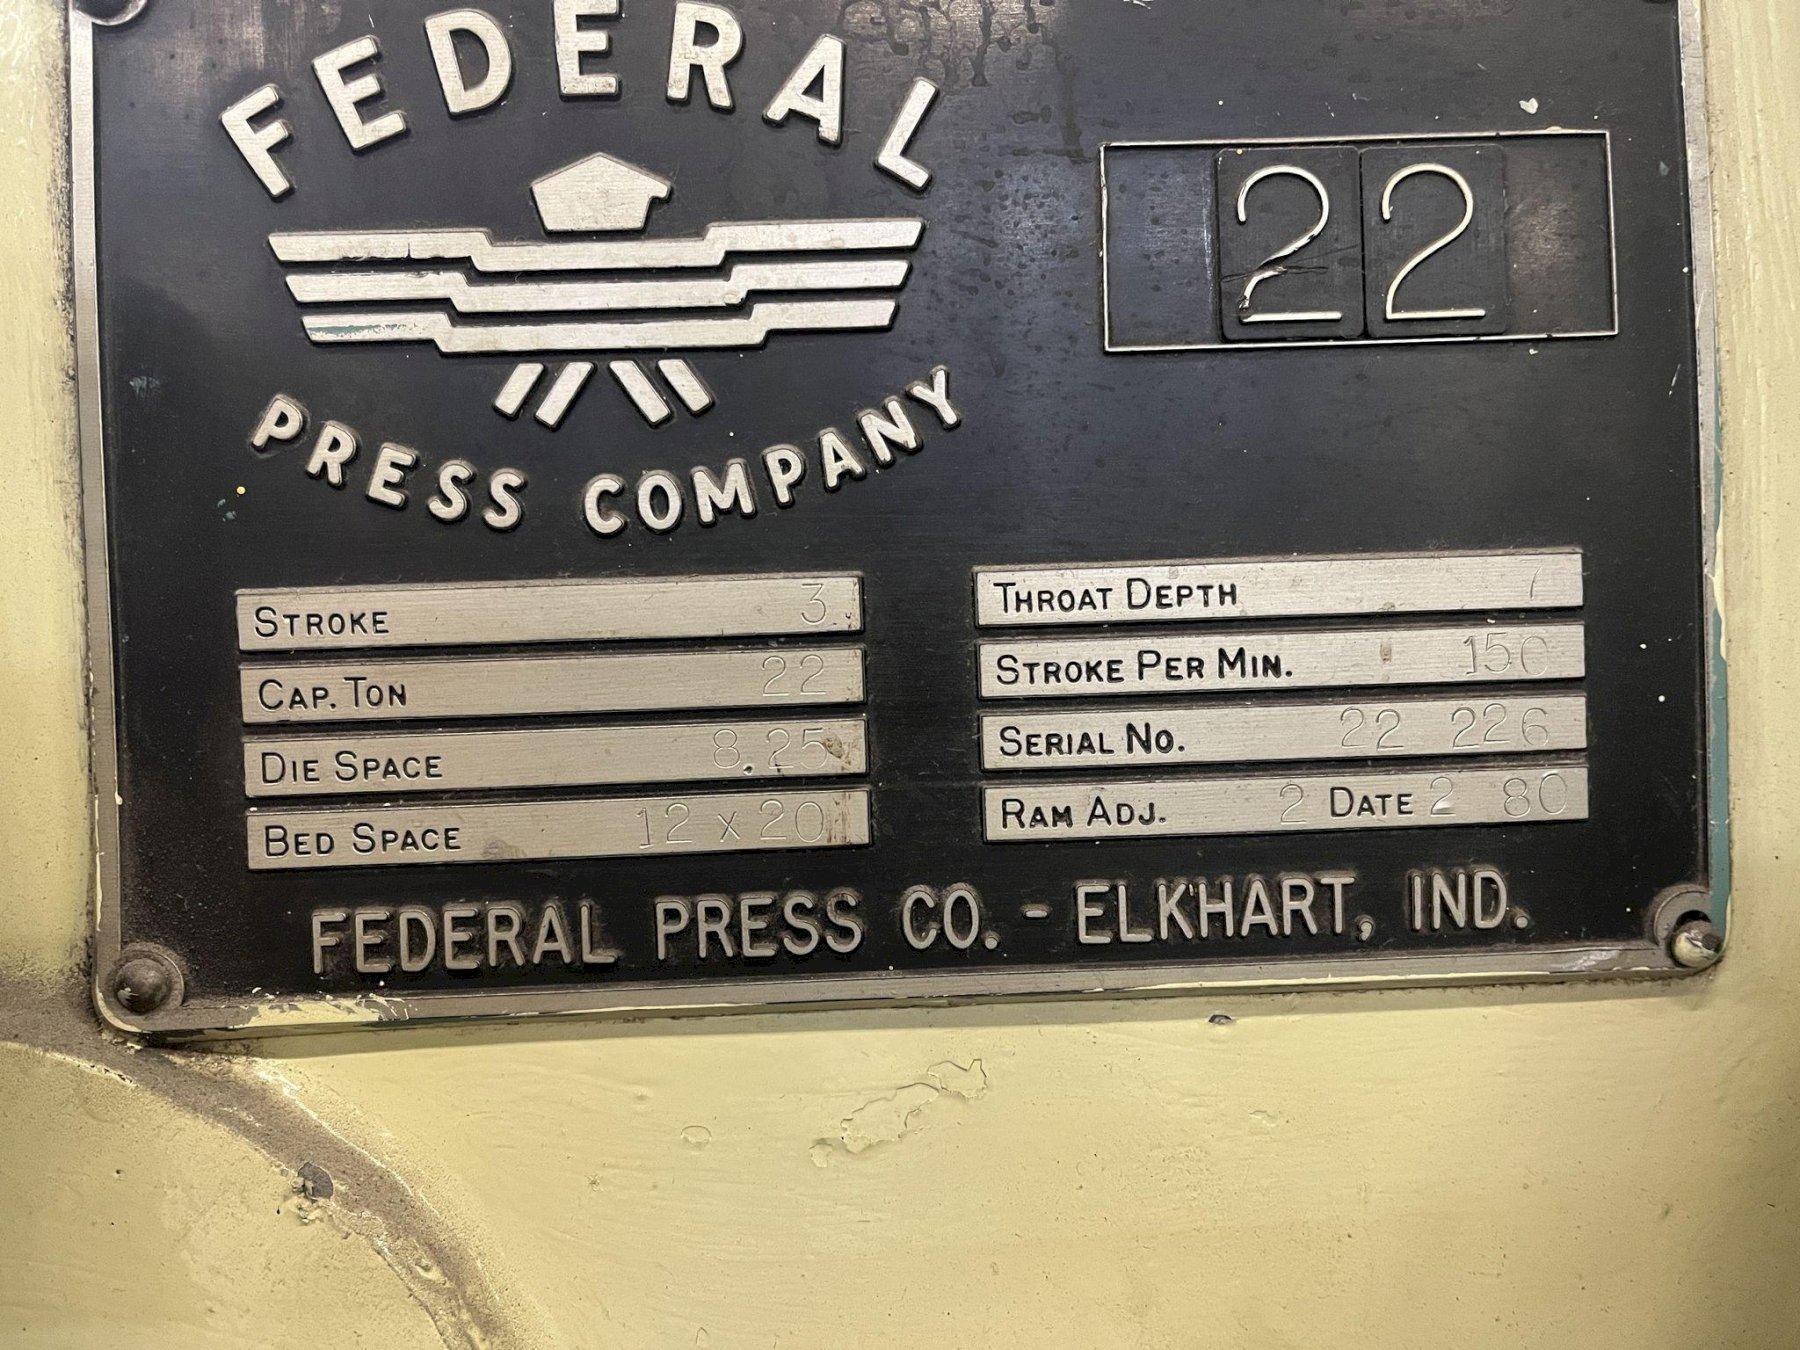 FEDERAL
PRESS COMPANY
22
STROKE 3
CAP. TON 22
DIE SPACE 8.25
BED SPACE 12 x 20
THROAT DEPTH 7
STROKE PER MIN. 150
SERIAL NO. 22 226
RAM ADJ. 2 DATE 2 80
FEDERAL PRESS CO. - ELKHART, IND.